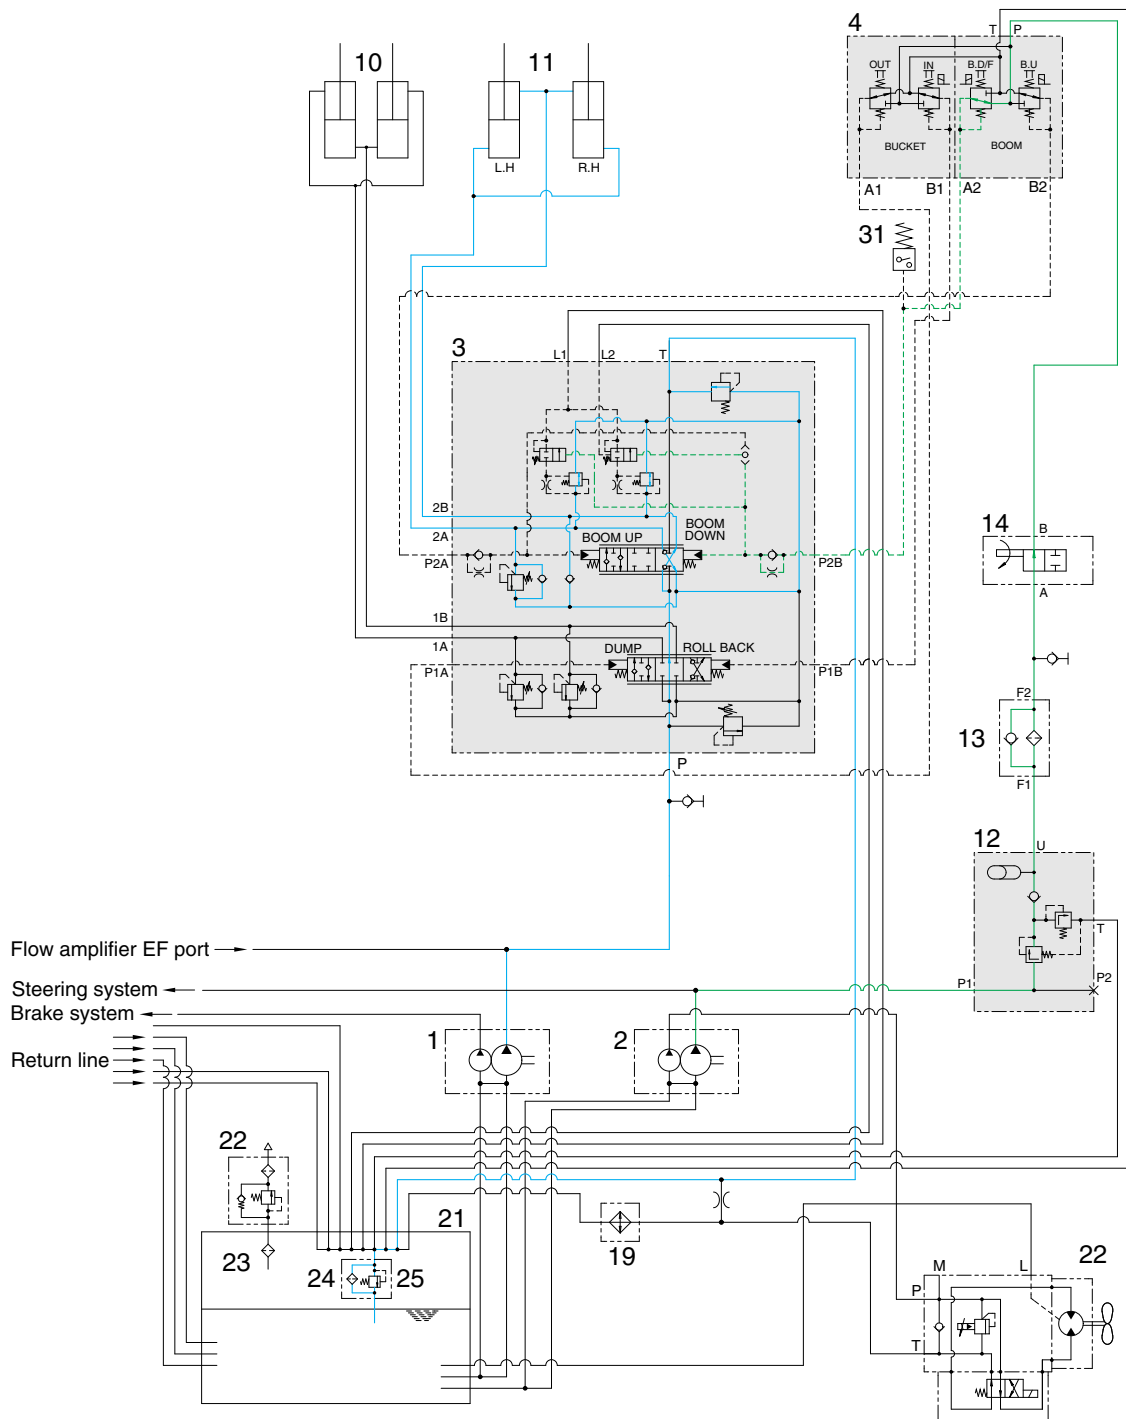 4
T P
10
11
OUT
IN
B.D/F
B.U
L.H
R.H
BUCKET
BOOM
A1
B1
A2
B2
31
3
L1
L2
T
2B
2A
BOOM UP
BOOM
DOWN
P2A
P2B
14
B
A
1B
1A
DUMP
ROLL BACK
P1A
P1B
F2
13
F1
P
12
U
T
Flow amplifier EF port
Steering system
P1
P2
Brake system
1
2
Return line
22
21
23
24
25
19
M
L
22
P
T